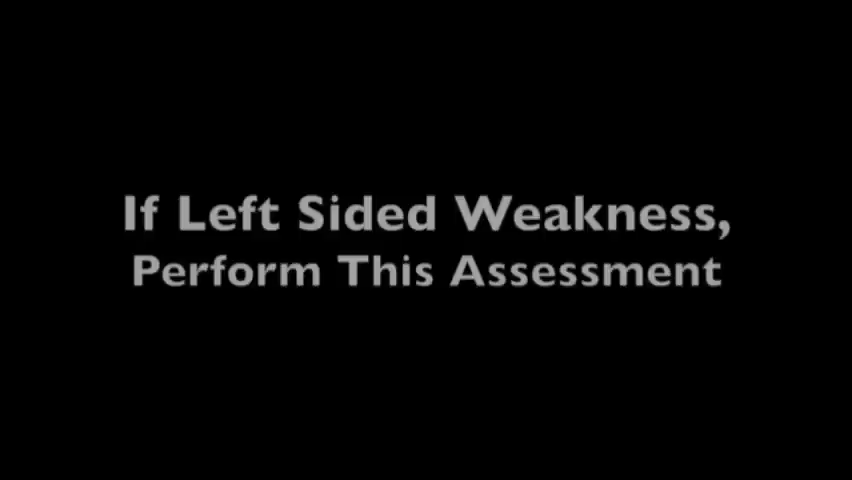 If Left Sided Weakness,
Perform This Assessment